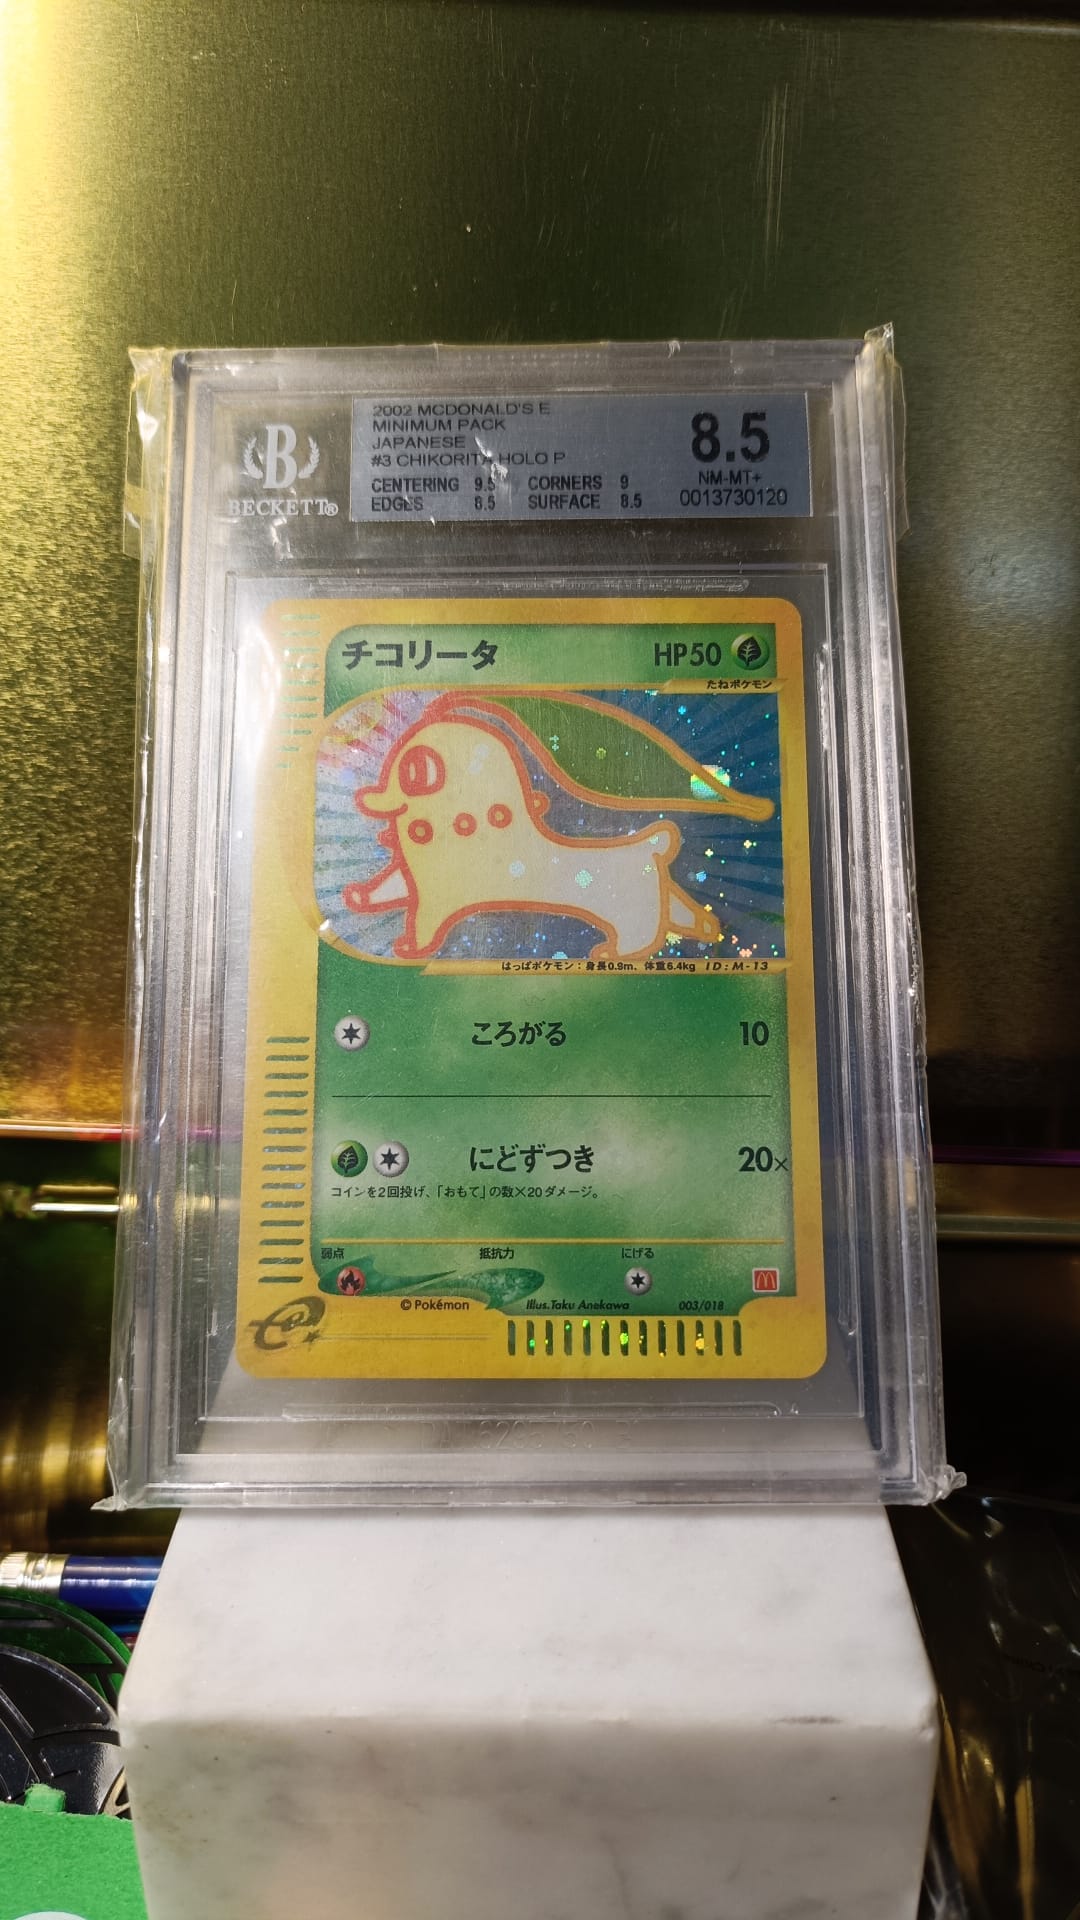 2002 MCDONALD'S E
MINIMUM PACK
JAPANESE
#3 CHIKORITA HOLO P
CENTERING 9.5 CORNERS 9
EDGES 8.5 SURFACE 8.5
8.5
NM-MT+
0013730120
B
BECKETT®
チコリータ HP50
たねポケモン
はっぱポケモン：身長0.9m、体重6.4kg ID:M-13
ころがる 10
にどずつき 20×
コインを2回投げ、「おもて」の数×20ダメージ。
弱点 抵抗力 にげる
©Pokémon Illus.Taku Anekawa 003/018
e